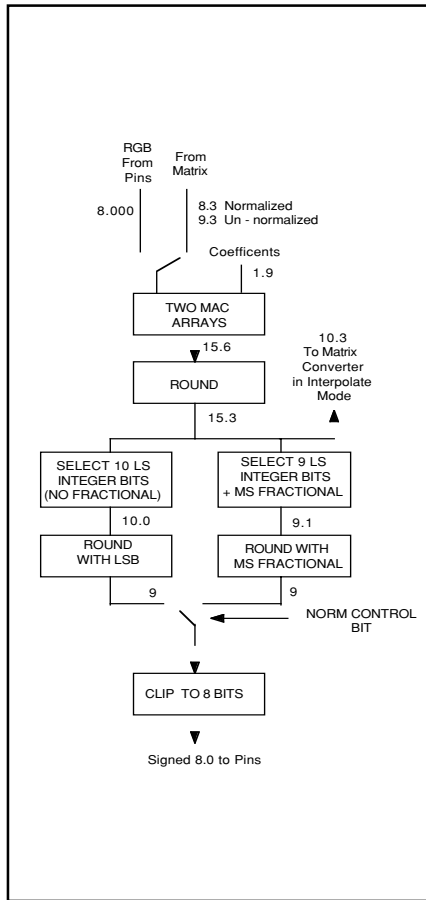 RGB
From
Pins
From
Matrix
8.000
8.3 Normalized
9.3 Un - normalized
Coefficents
1.9
TWO MAC
ARRAYS
15.6
10.3
To Matrix
Converter
in Interpolate
Mode
ROUND
15.3
SELECT 10 LS
INTEGER BITS
(NO FRACTIONAL)
SELECT 9 LS
INTEGER BITS
+ MS FRACTIONAL
10.0
9.1
ROUND
WITH LSB
ROUND WITH
MS FRACTIONAL
9
9
NORM CONTROL
BIT
CLIP TO 8 BITS
Signed 8.0 to Pins